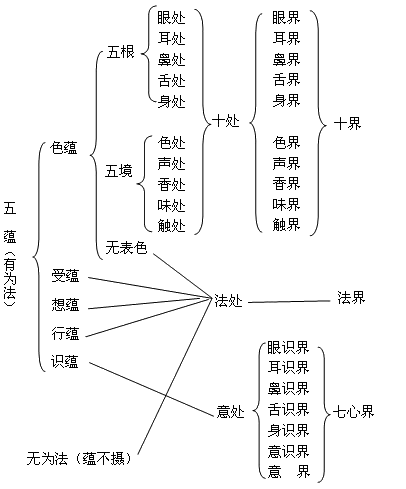 五蕴（有为法）
色蕴
五根
眼处
耳处
鼻处
舌处
身处
五境
色处
声处
香处
味处
触处
无表色
十处
眼界
耳界
鼻界
舌界
身界
色界
声界
香界
味界
触界
十界
受蕴
想蕴
行蕴
识蕴
无为法（蕴不摄）
法处
法界
意处
眼识界
耳识界
鼻识界
舌识界
身识界
意识界
意 界
七心界